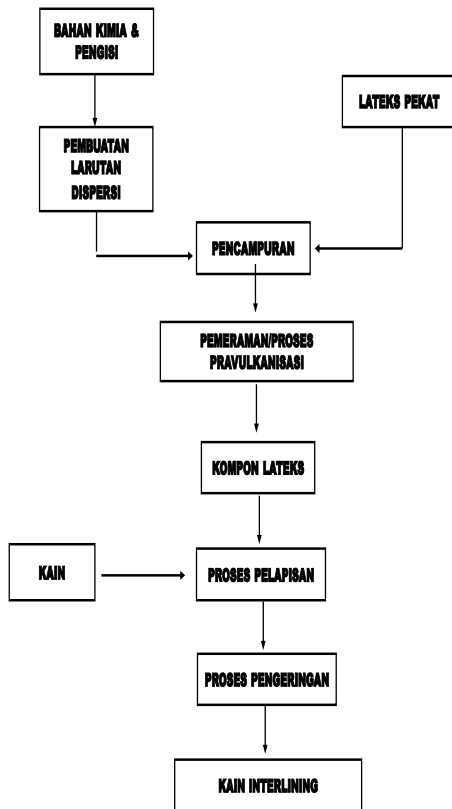 BAHAN KIMIA &
PENGISI
LATEKS PEKAT
PEMBUATAN
LARUTAN
DISPERSI
PENCAMPURAN
PEMERAMAN/PROSES
PRAVULKANISASI
KOMPON LATEKS
KAIN
PROSES PELAPISAN
PROSES PENGERINGAN
KAIN INTERLINING